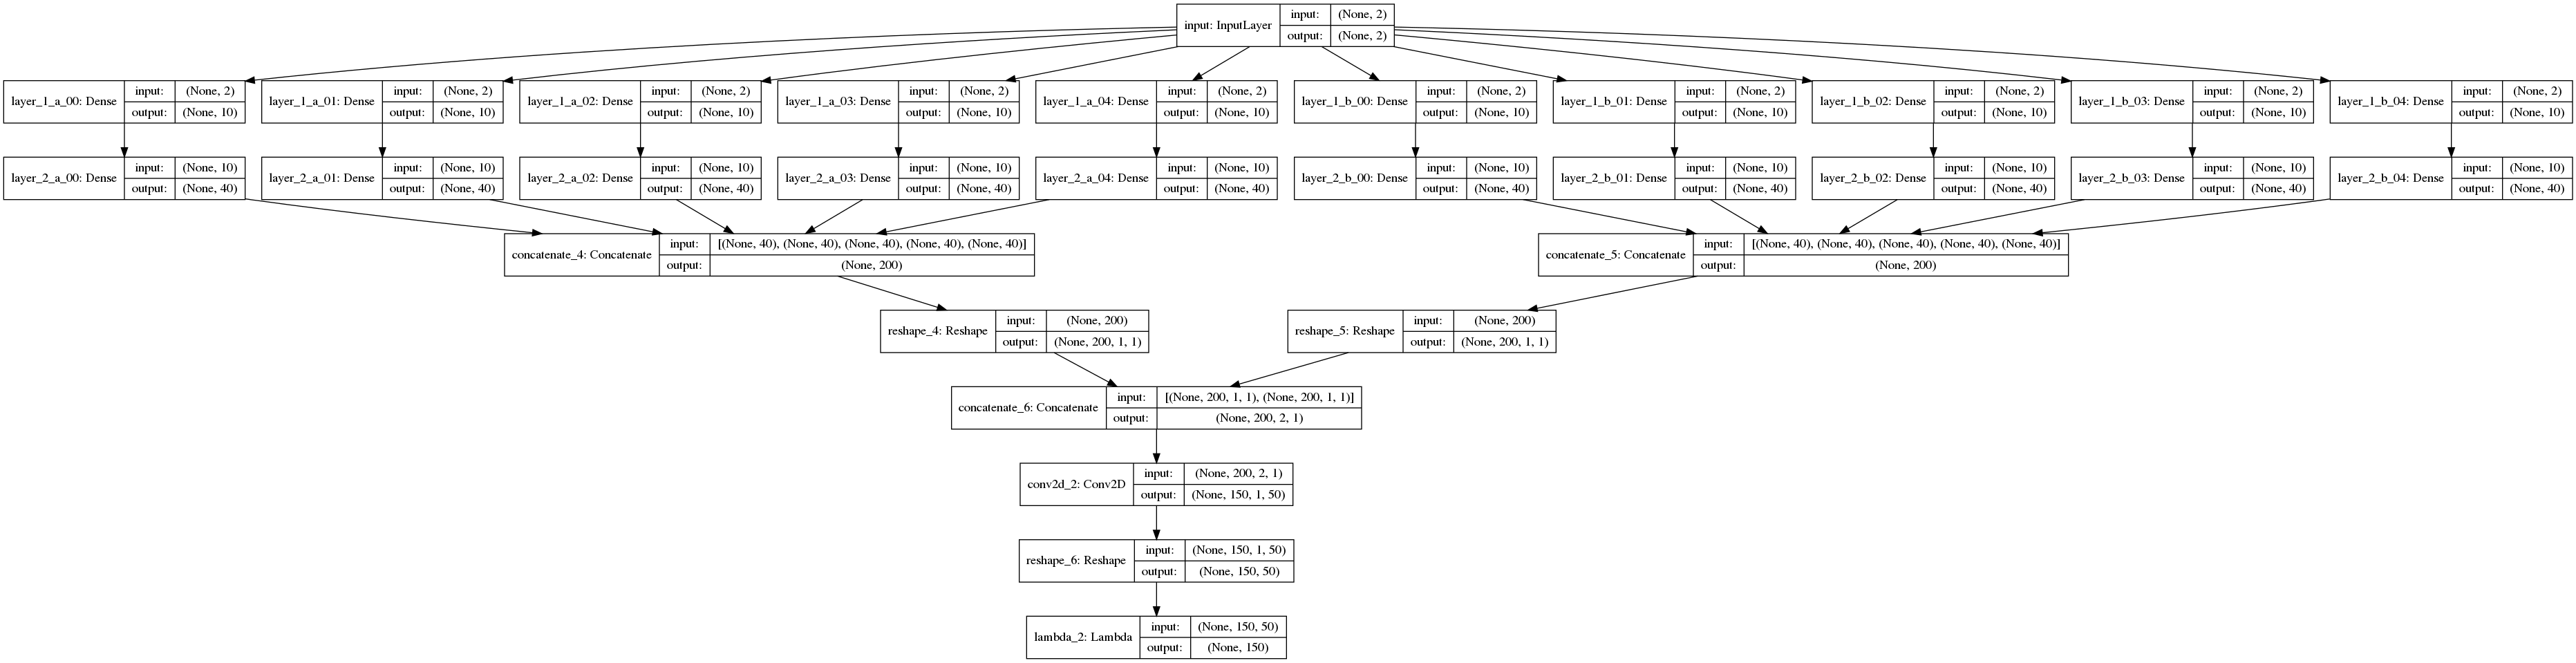 input: InputLayer
input: (None, 2)
output: (None, 2)
layer_1_a_00: Dense
input: (None, 2)
output: (None, 10)
layer_1_a_01: Dense
input: (None, 2)
output: (None, 10)
layer_1_a_02: Dense
input: (None, 2)
output: (None, 10)
layer_1_a_03: Dense
input: (None, 2)
output: (None, 10)
layer_1_a_04: Dense
input: (None, 2)
output: (None, 10)
layer_1_b_00: Dense
input: (None, 2)
output: (None, 10)
layer_1_b_01: Dense
input: (None, 2)
output: (None, 10)
layer_1_b_02: Dense
input: (None, 2)
output: (None, 10)
layer_1_b_03: Dense
input: (None, 2)
output: (None, 10)
layer_1_b_04: Dense
input: (None, 2)
output: (None, 10)
layer_2_a_00: Dense
input: (None, 10)
output: (None, 40)
layer_2_a_01: Dense
input: (None, 10)
output: (None, 40)
layer_2_a_02: Dense
input: (None, 10)
output: (None, 40)
layer_2_a_03: Dense
input: (None, 10)
output: (None, 40)
layer_2_a_04: Dense
input: (None, 10)
output: (None, 40)
layer_2_b_00: Dense
input: (None, 10)
output: (None, 40)
layer_2_b_01: Dense
input: (None, 10)
output: (None, 40)
layer_2_b_02: Dense
input: (None, 10)
output: (None, 40)
layer_2_b_03: Dense
input: (None, 10)
output: (None, 40)
layer_2_b_04: Dense
input: (None, 10)
output: (None, 40)
concatenate_4: Concatenate
input: [(None, 40), (None, 40), (None, 40), (None, 40), (None, 40)]
output: (None, 200)
concatenate_5: Concatenate
input: [(None, 40), (None, 40), (None, 40), (None, 40), (None, 40)]
output: (None, 200)
reshape_4: Reshape
input: (None, 200)
output: (None, 200, 1, 1)
reshape_5: Reshape
input: (None, 200)
output: (None, 200, 1, 1)
concatenate_6: Concatenate
input: [(None, 200, 1, 1), (None, 200, 1, 1)]
output: (None, 200, 2, 1)
conv2d_2: Conv2D
input: (None, 200, 2, 1)
output: (None, 150, 1, 50)
reshape_6: Reshape
input: (None, 150, 1, 50)
output: (None, 150, 50)
lambda_2: Lambda
input: (None, 150, 50)
output: (None, 150)